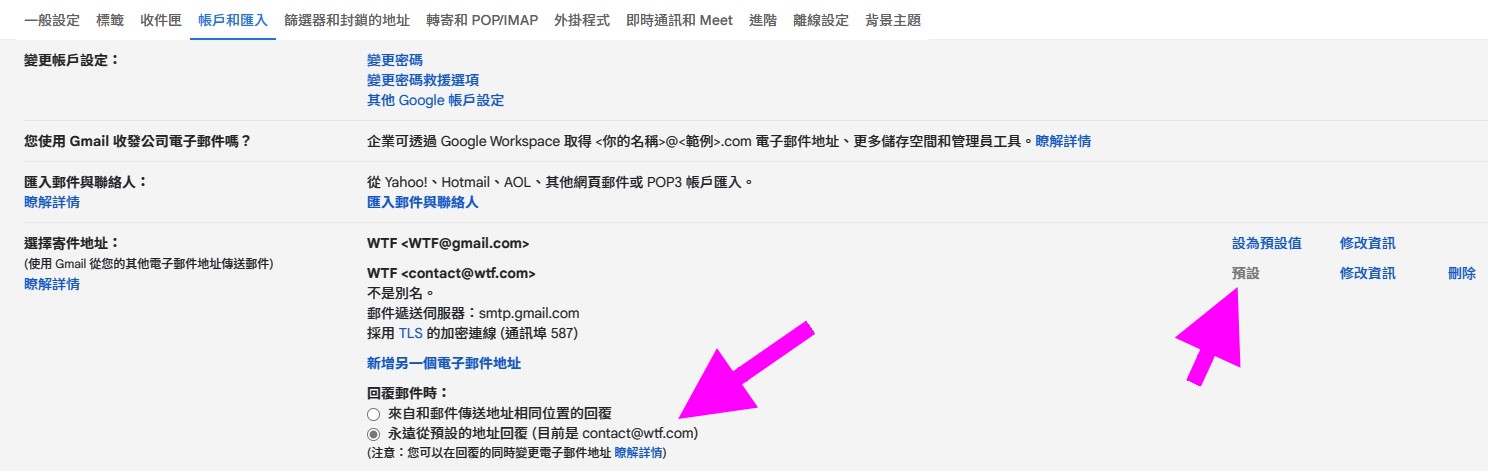 一般設定 標籤 收件匣 帳戶和匯入 篩選器和封鎖的地址 轉寄和 POP/IMAP 外掛程式 即時通訊和 Meet 進階 離線設定 背景主題
變更帳戶設定： 變更密碼
變更密碼救援選項
其他 Google 帳戶設定
您使用 Gmail 收發公司電子郵件嗎？ 企業可透過 Google Workspace 取得 <你的名稱>@<範例>.com 電子郵件地址、更多儲存空間和管理員工具。瞭解詳情
匯入郵件與聯絡人： 從 Yahoo!、Hotmail、AOL、其他網頁郵件或 POP3 帳戶匯入。
瞭解詳情 匯入郵件與聯絡人
選擇寄件地址： WTF <WTF@gmail.com> 設為預設值 修改資訊
(使用 Gmail 從您的其他電子郵件地址傳送郵件)
瞭解詳情 WTF <contact@wtf.com> 預設 修改資訊 刪除
不是別名。
郵件遞送伺服器：smtp.gmail.com
採用 TLS 的加密連線 (通訊埠 587)
新增另一個電子郵件地址
回覆郵件時：
來自和郵件傳送地址相同位置的回覆
永遠從預設的地址回覆 (目前是 contact@wtf.com)
(注意：您可以在回覆的同時變更電子郵件地址 瞭解詳情)